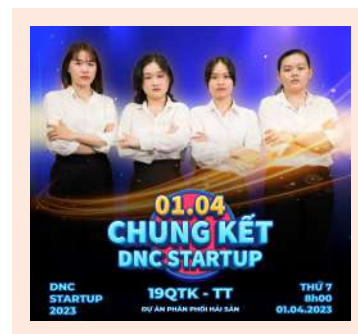 01.04
CHUNG KẾT
DNC STARTUP
DNC
STARTUP
2023
19QTK - TT
DỰ ÁN PHÂN PHỐI HẢI SẢN
THỨ 7
8h00
01.04.2023